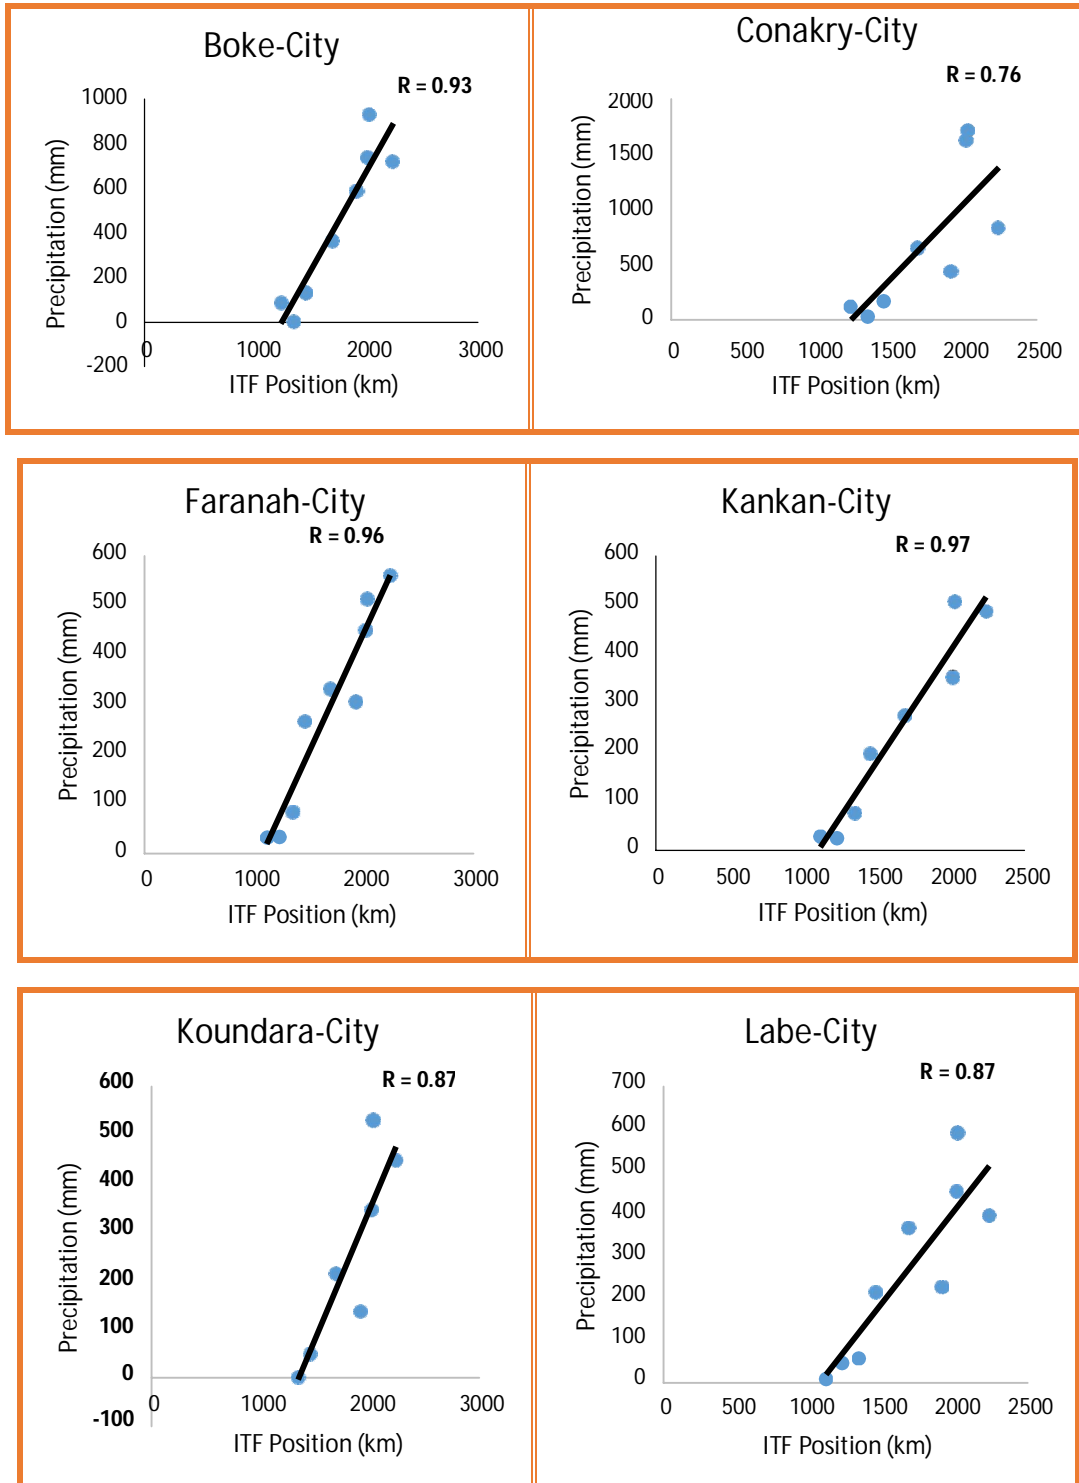 Boke-City
R = 0.93
Precipitation (mm)
1000
800
600
400
200
0
-200
0 1000 2000 3000
ITF Position (km)
Conakry-City
R = 0.76
Precipitation (mm)
2000
1500
1000
500
0
0 500 1000 1500 2000 2500
ITF Position (km)
Faranah-City
R = 0.96
Precipitation (mm)
600
500
400
300
200
100
0
0 1000 2000 3000
ITF Position (km)
Kankan-City
R = 0.97
Precipitation (mm)
600
500
400
300
200
100
0
0 500 1000 1500 2000 2500
ITF Position (km)
Koundara-City
R = 0.87
Precipitation (mm)
600
500
400
300
200
100
0
-100
0 1000 2000 3000
ITF Position (km)
Labe-City
R = 0.87
Precipitation (mm)
700
600
500
400
300
200
100
0
0 500 1000 1500 2000 2500
ITF Position (km)